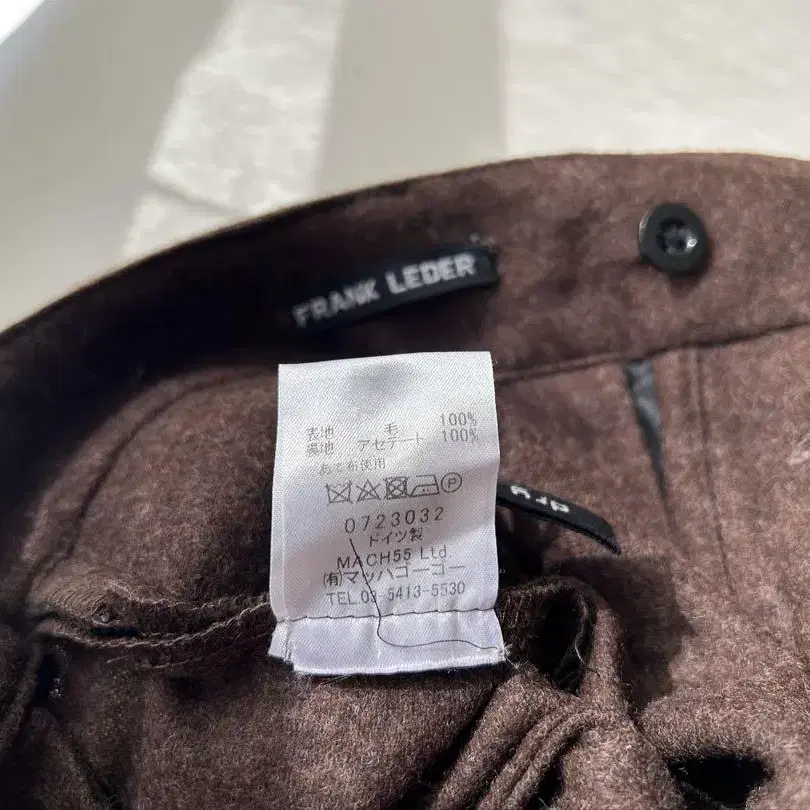 FRANK LEDER
表地 毛 100%
裏地 アセテート 100%
あて布使用
P
0723032
ドイツ製
MACH55 Ltd.
(有)マッハゴーゴー
TEL.03-5413-5530